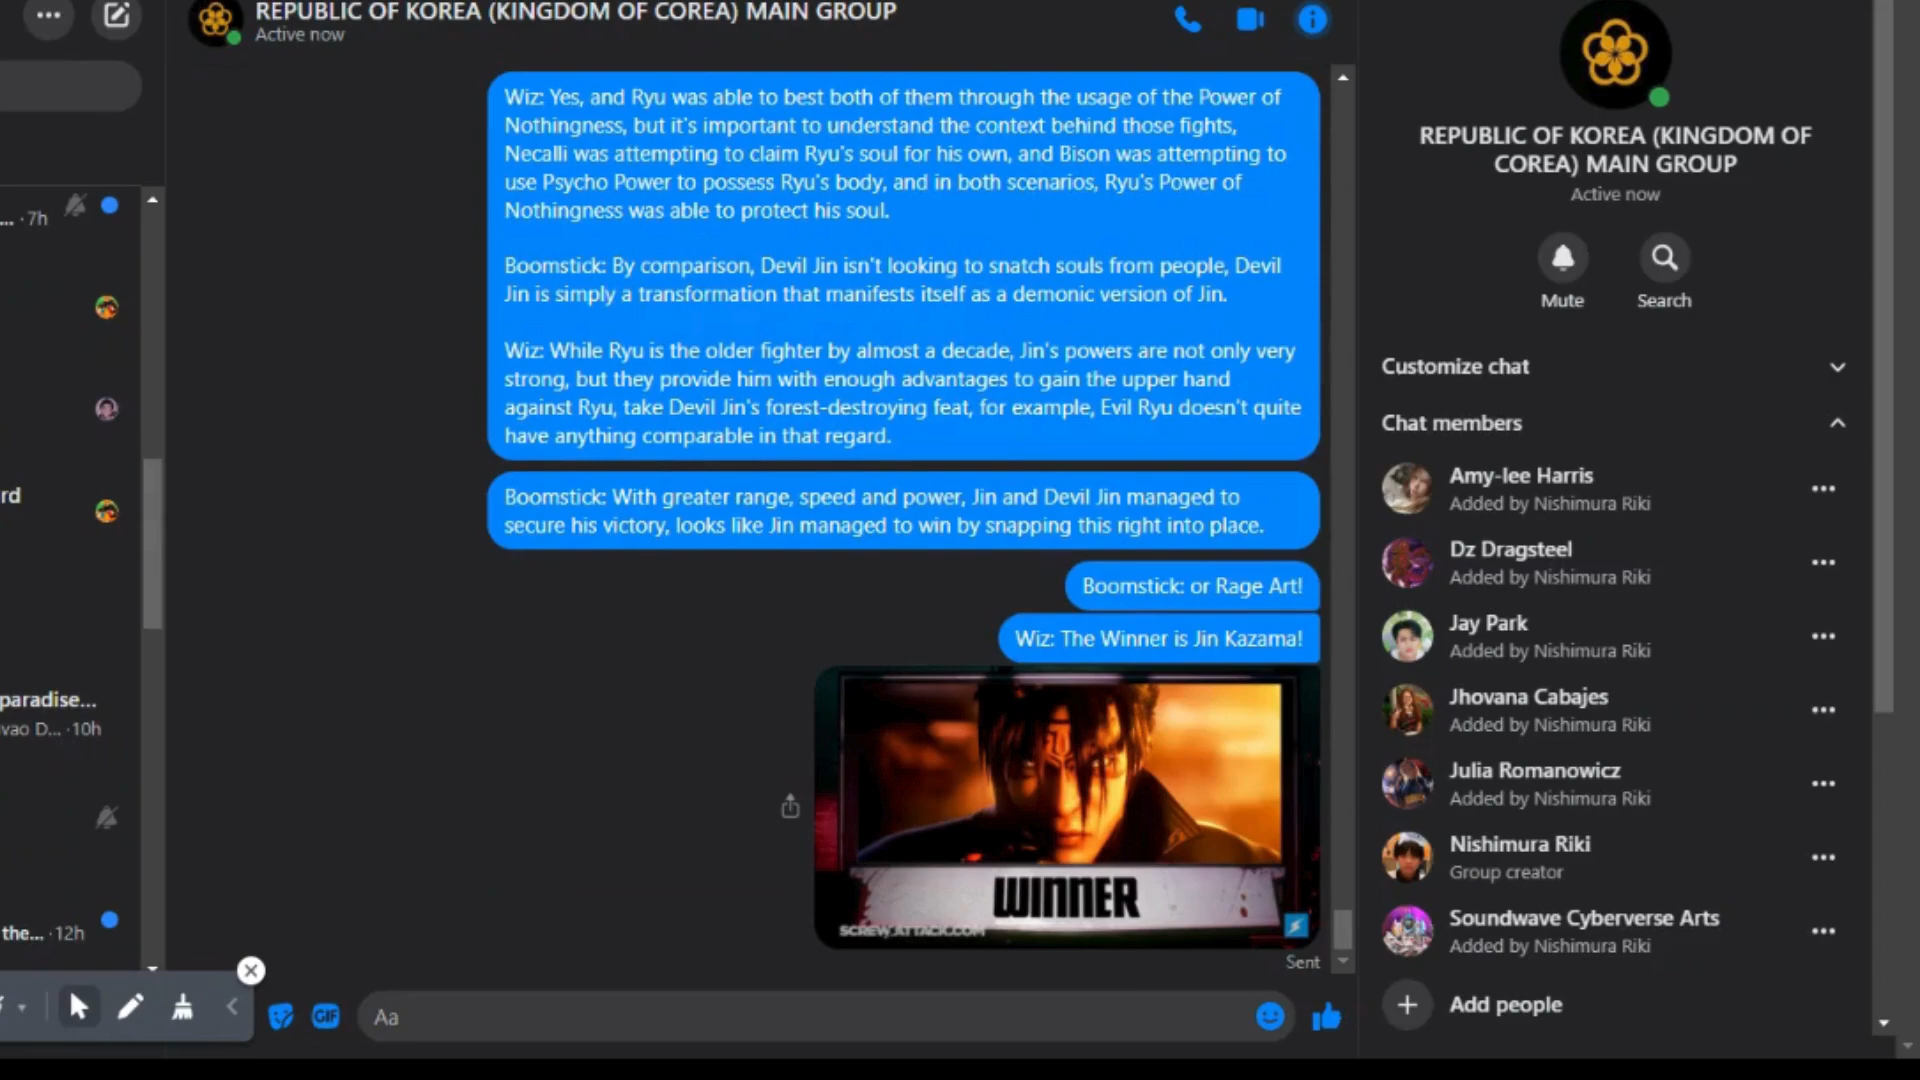 REPUBLIC OF KOREA (KINGDOM OF COREA) MAIN GROUP
Active now
Wiz: Yes, and Ryu was able to best both of them through the usage of the Power of
Nothingness, but it's important to understand the context behind those fights,
Necalli was attempting to claim Ryu's soul for his own, and Bison was attempting to
use Psycho Power to possess Ryu's body, and in both scenarios, Ryu's Power of
Nothingness was able to protect his soul.
Boomstick: By comparison, Devil Jin isn't looking to snatch souls from people, Devil
Jin is simply a transformation that manifests itself as a demonic version of Jin.
Wiz: While Ryu is the older fighter by almost a decade, Jin's powers are not only very
strong, but they provide him with enough advantages to gain the upper hand
against Ryu, take Devil Jin's forest-destroying feat, for example, Evil Ryu doesn't quite
have anything comparable in that regard.
Boomstick: With greater range, speed and power, Jin and Devil Jin managed to
secure his victory, looks like Jin managed to win by snapping this right into place.
Boomstick: or Rage Art!
Wiz: The Winner is Jin Kazama!
WINNER
SCREWATTACK.COM
Sent
GIF
Aa
... · 7h
rd
paradise...
vao D... · 10h
the... · 12h
REPUBLIC OF KOREA (KINGDOM OF
COREA) MAIN GROUP
Active now
Mute
Search
Customize chat
Chat members
Amy-lee Harris
Added by Nishimura Riki
Dz Dragsteel
Added by Nishimura Riki
Jay Park
Added by Nishimura Riki
Jhovana Cabajes
Added by Nishimura Riki
Julia Romanowicz
Added by Nishimura Riki
Nishimura Riki
Group creator
Soundwave Cyberverse Arts
Added by Nishimura Riki
Add people